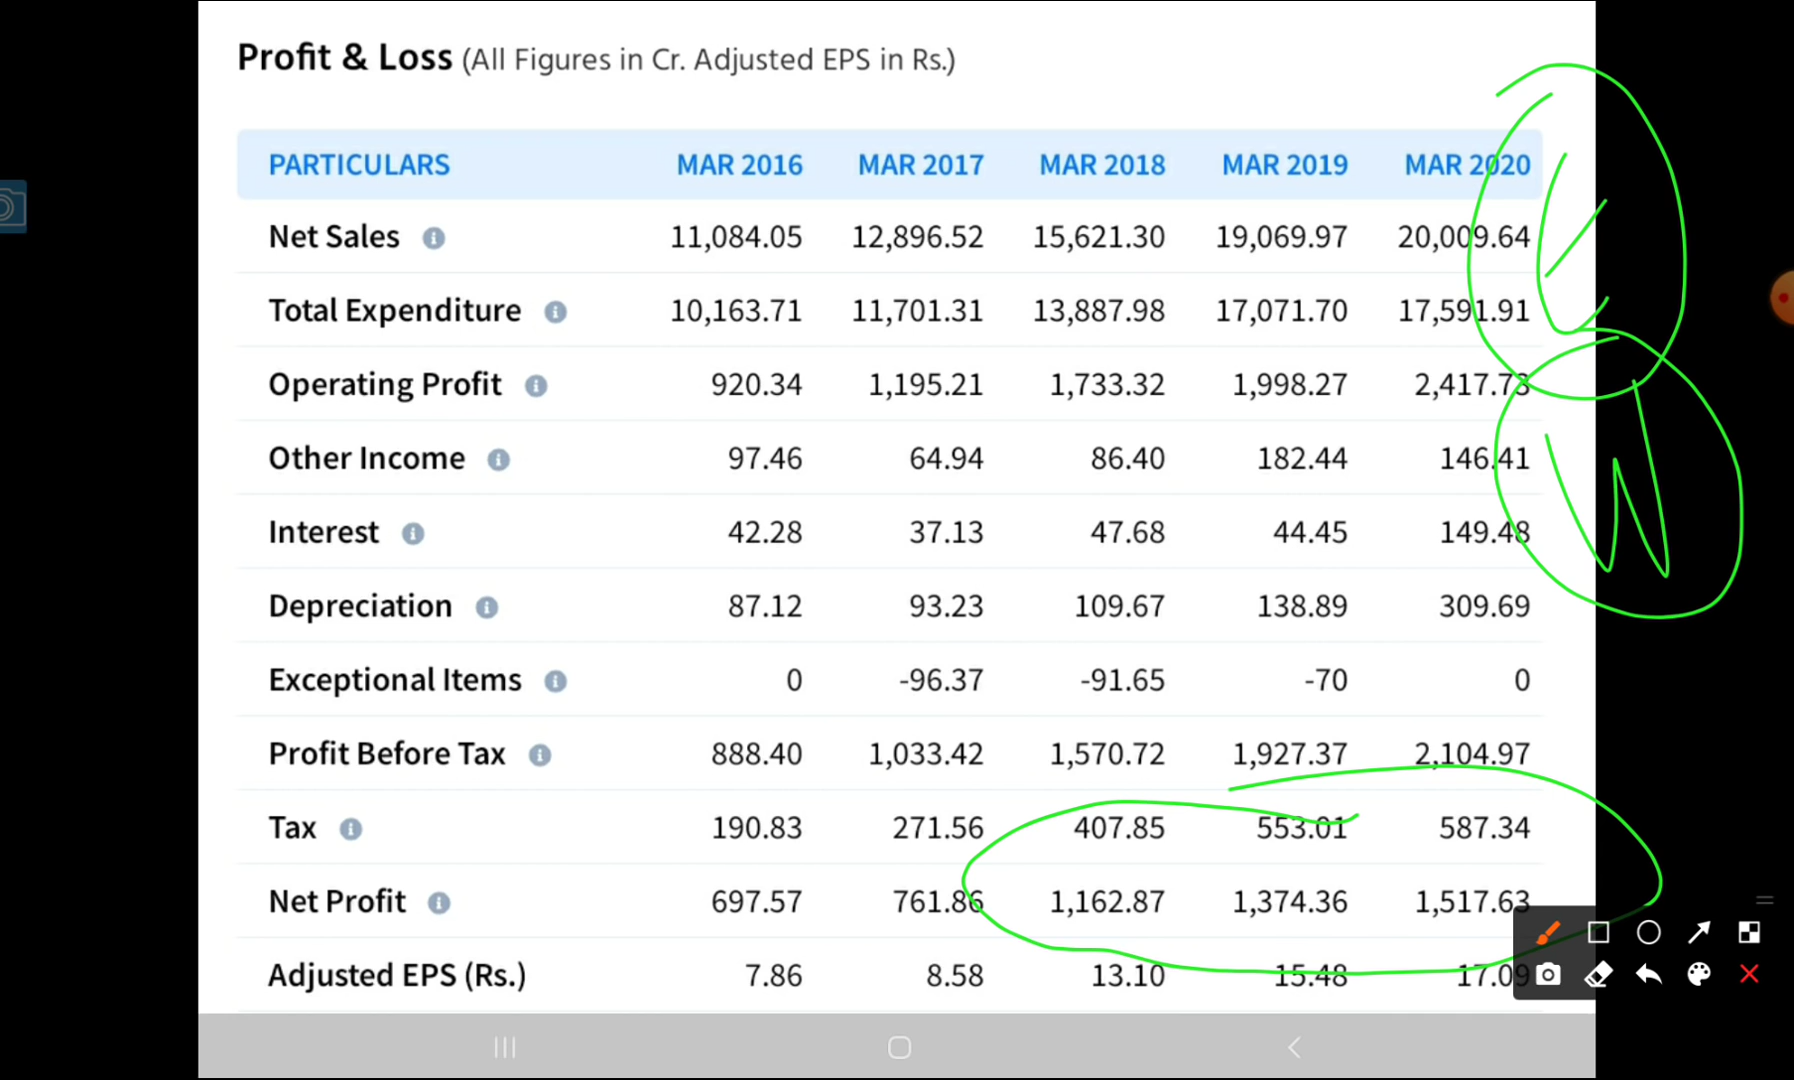 Profit & Loss (All Figures in Cr. Adjusted EPS in Rs.)
PARTICULARS MAR 2016 MAR 2017 MAR 2018 MAR 2019 MAR 2020
Net Sales 11,084.05 12,896.52 15,621.30 19,069.97 20,009.64
Total Expenditure 10,163.71 11,701.31 13,887.98 17,071.70 17,591.91
Operating Profit 920.34 1,195.21 1,733.32 1,998.27 2,417.73
Other Income 97.46 64.94 86.40 182.44 146.41
Interest 42.28 37.13 47.68 44.45 149.48
Depreciation 87.12 93.23 109.67 138.89 309.69
Exceptional Items 0 -96.37 -91.65 -70 0
Profit Before Tax 888.40 1,033.42 1,570.72 1,927.37 2,104.97
Tax 190.83 271.56 407.85 553.01 587.34
Net Profit 697.57 761.86 1,162.87 1,374.36 1,517.63
Adjusted EPS (Rs.) 7.86 8.58 13.10 15.48 17.09